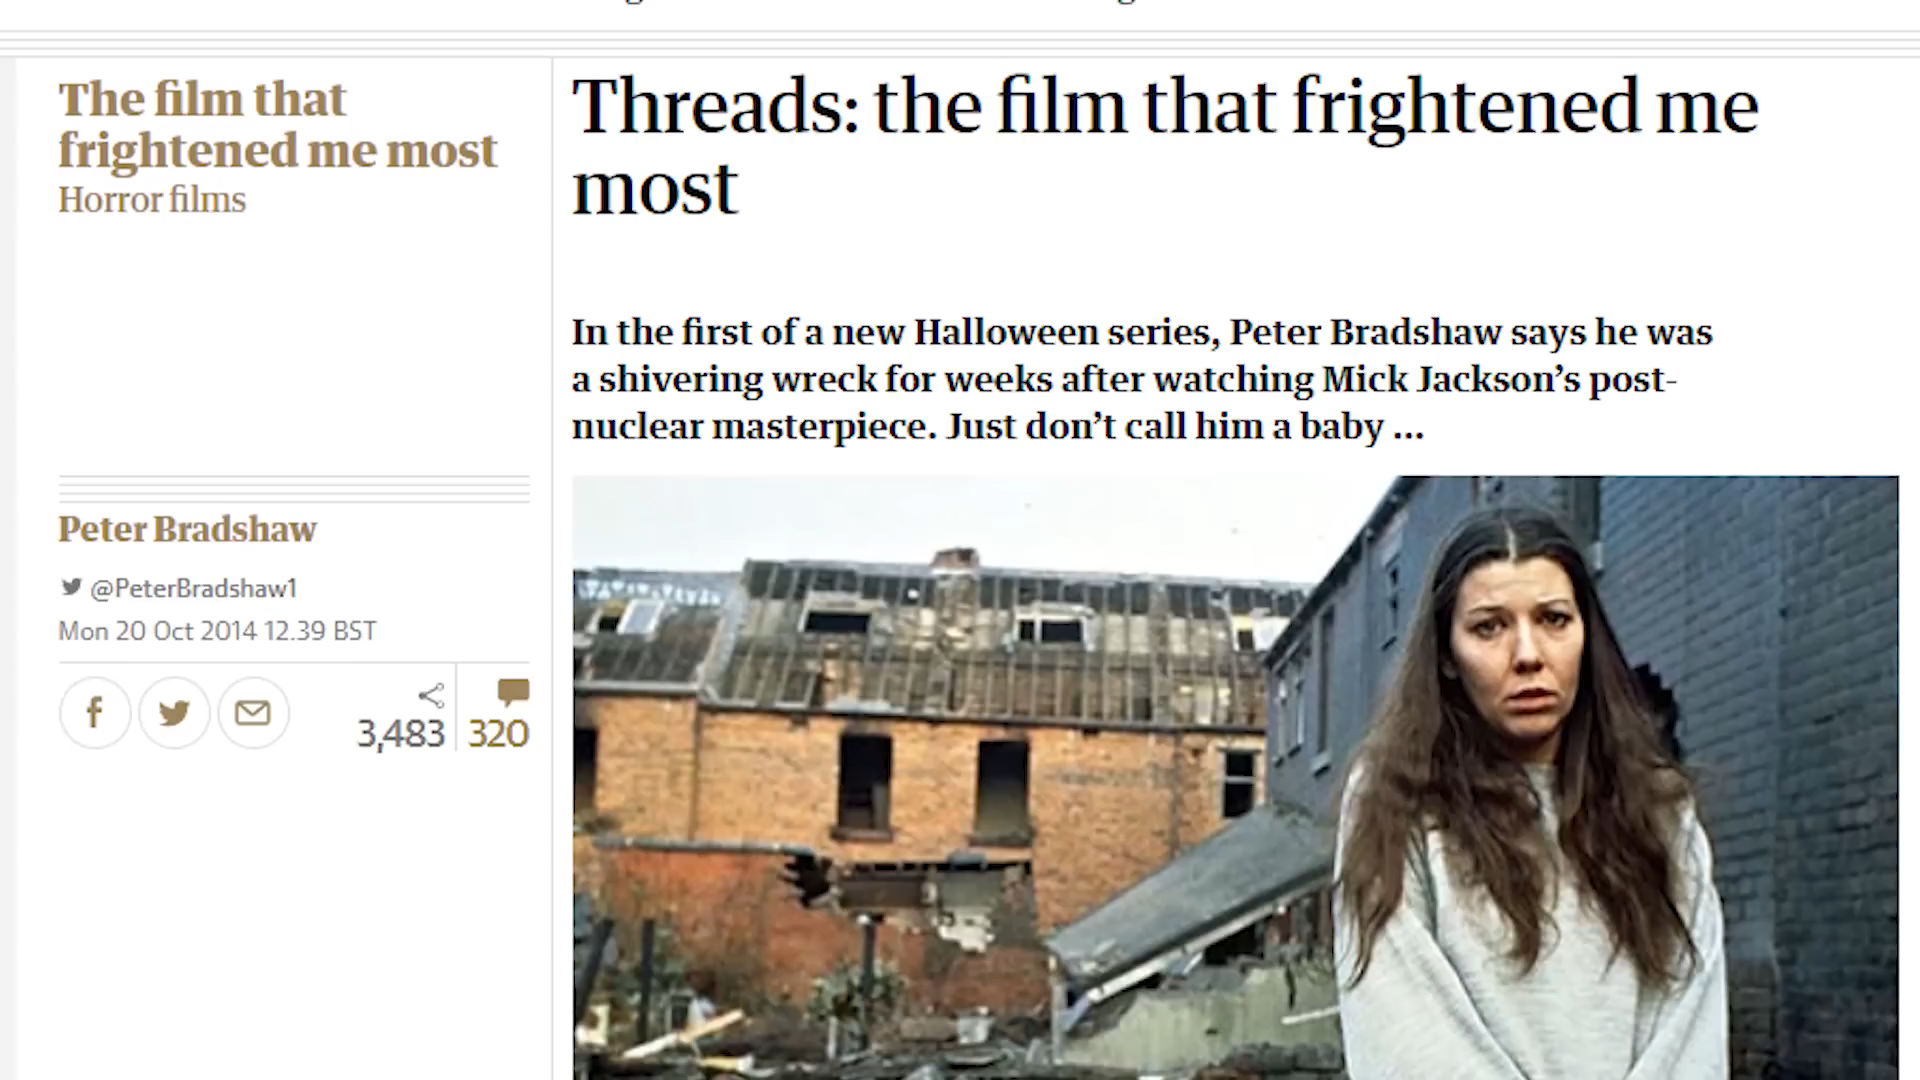 The film that
frightened me most
Horror films
Threads: the film that frightened me
most
In the first of a new Halloween series, Peter Bradshaw says he was
a shivering wreck for weeks after watching Mick Jackson’s post-
nuclear masterpiece. Just don’t call him a baby ...
Peter Bradshaw
@PeterBradshaw1
Mon 20 Oct 2014 12.39 BST
3,483
320